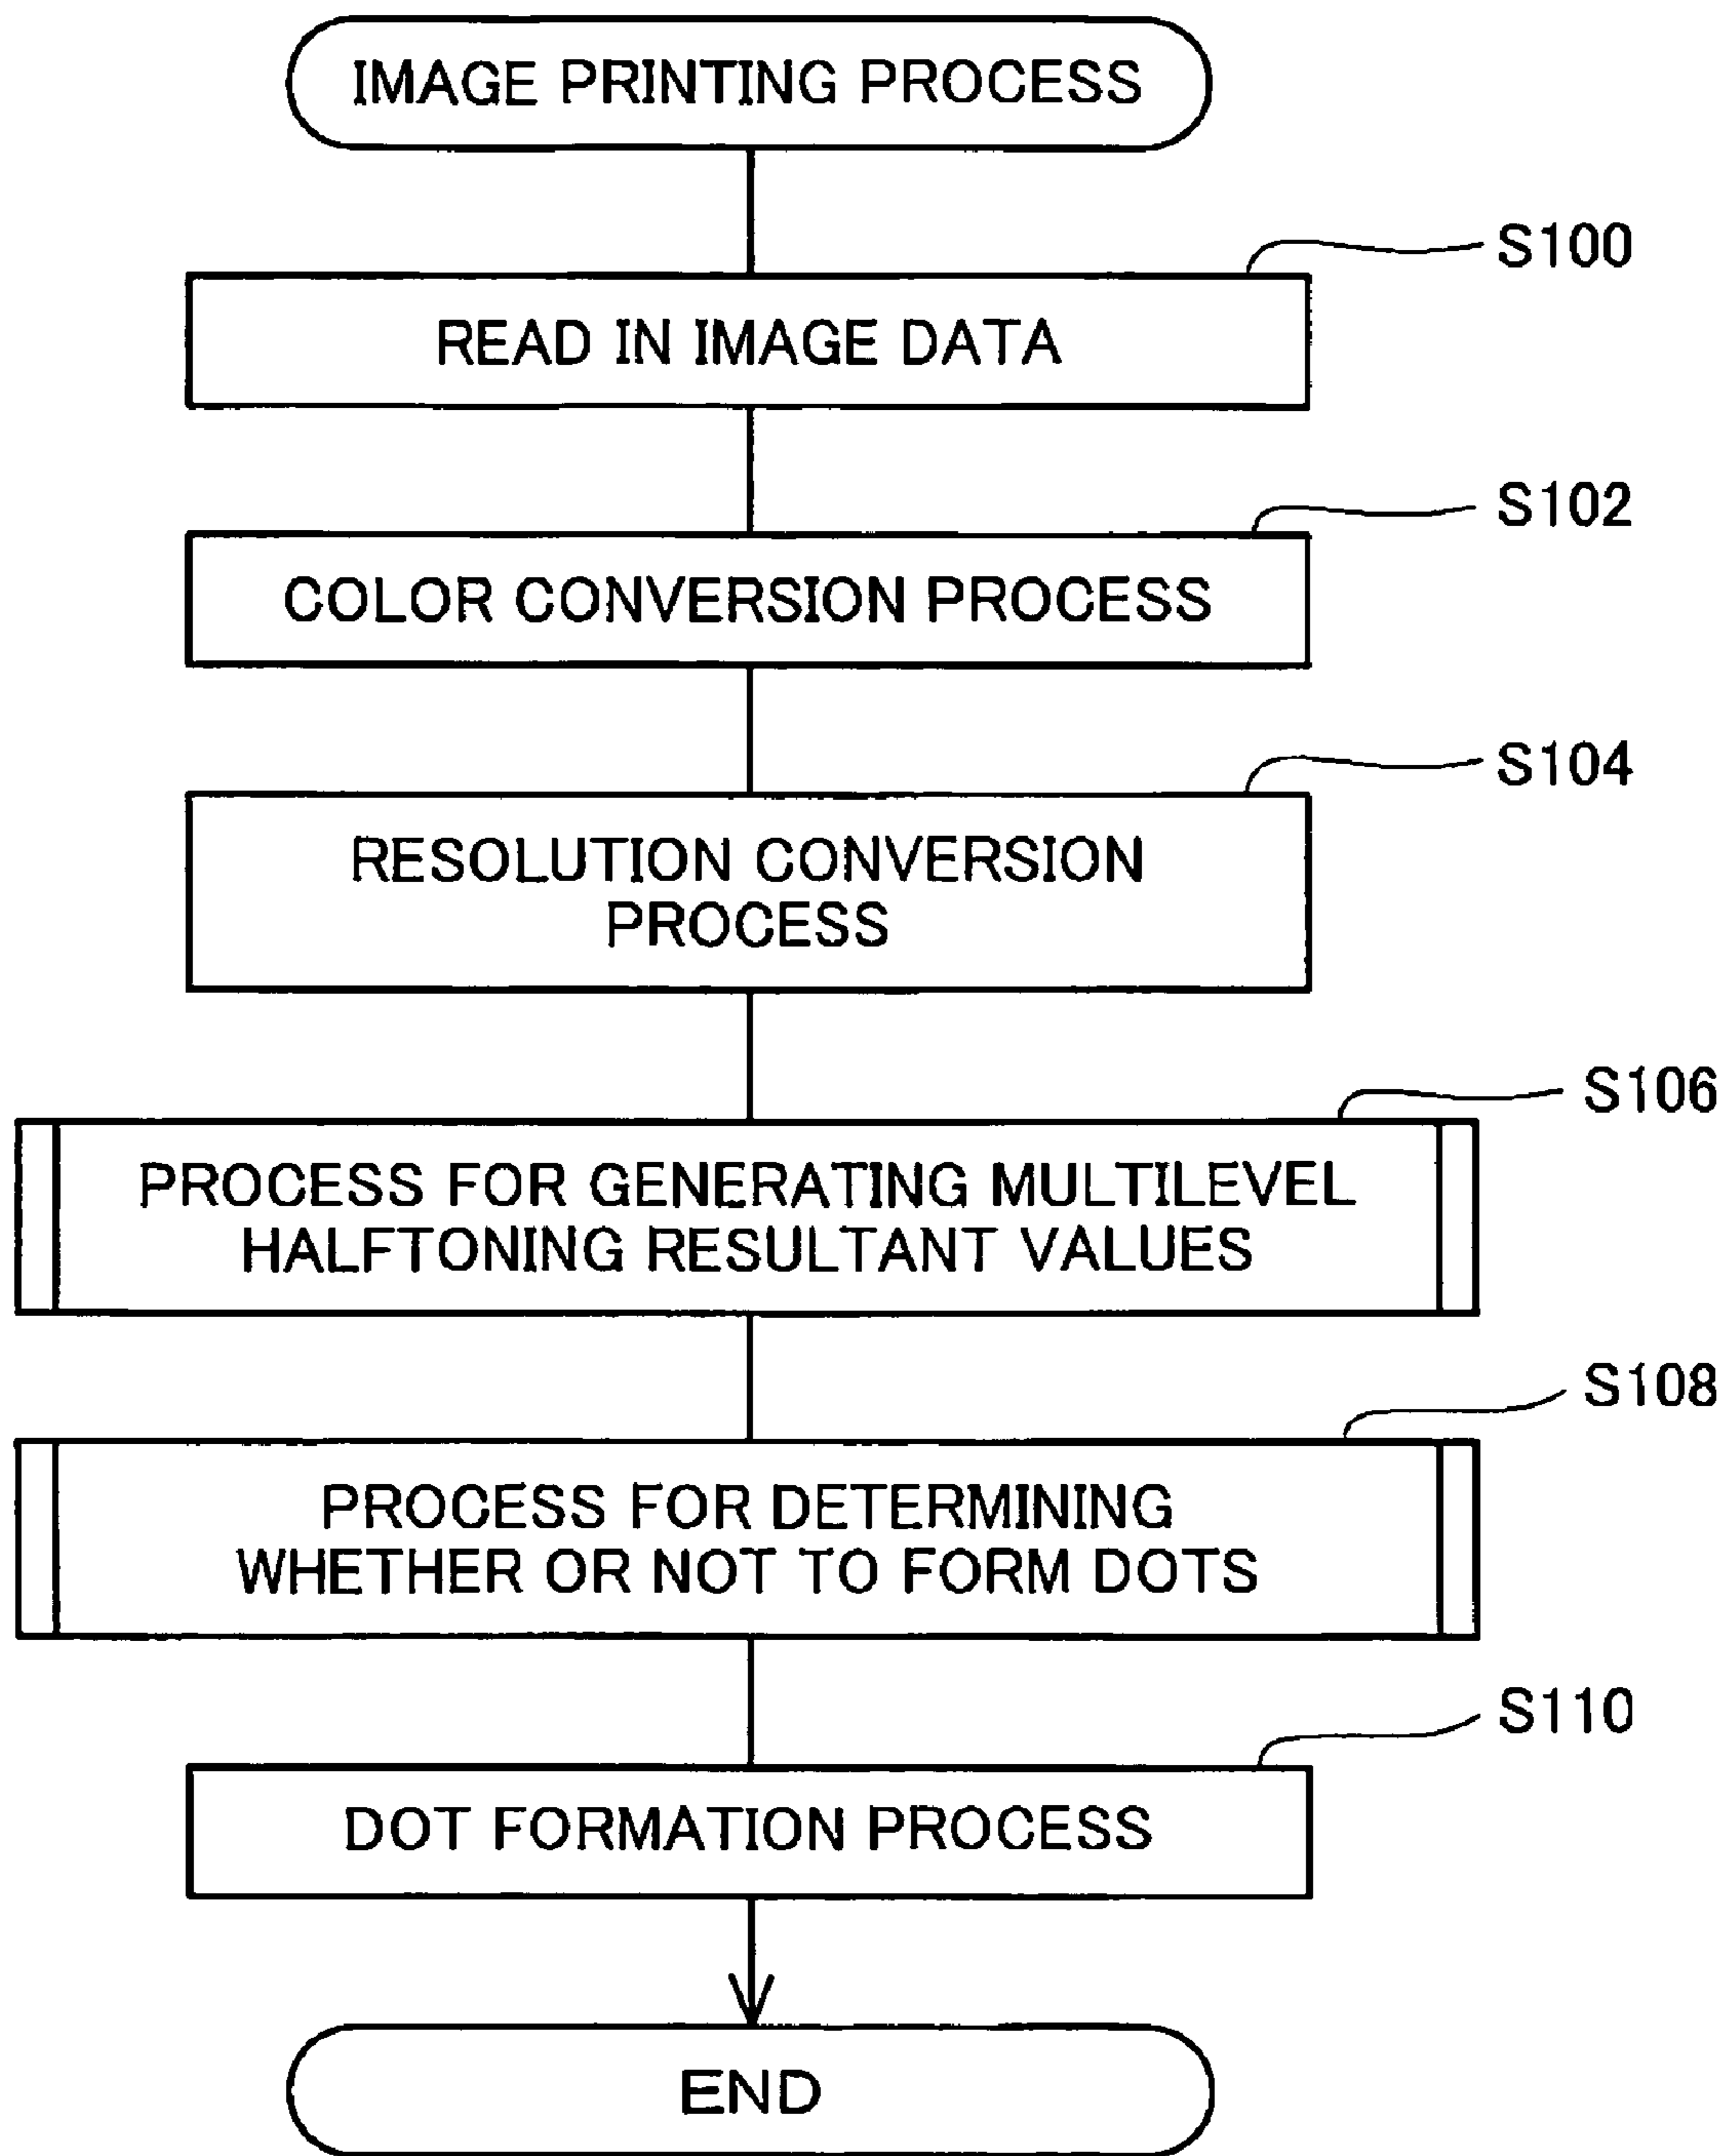 IMAGE PRINTING PROCESS
S100
READ IN IMAGE DATA
S102
COLOR CONVERSION PROCESS
S104
RESOLUTION CONVERSION
PROCESS
S106
PROCESS FOR GENERATING MULTILEVEL
HALFTONING RESULTANT VALUES
S108
PROCESS FOR DETERMINING
WHETHER OR NOT TO FORM DOTS
S110
DOT FORMATION PROCESS
END